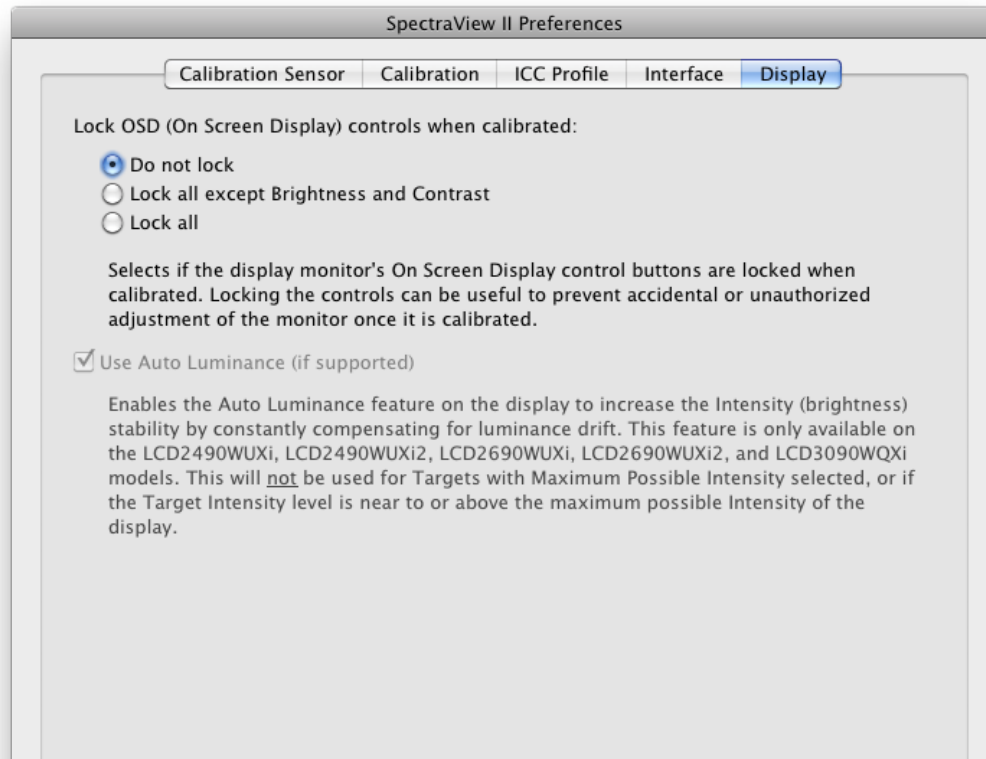 SpectraView II Preferences
Calibration Sensor Calibration ICC Profile Interface Display
Lock OSD (On Screen Display) controls when calibrated:
Do not lock
Lock all except Brightness and Contrast
Lock all
Selects if the display monitor's On Screen Display control buttons are locked when
calibrated. Locking the controls can be useful to prevent accidental or unauthorized
adjustment of the monitor once it is calibrated.
Use Auto Luminance (if supported)
Enables the Auto Luminance feature on the display to increase the Intensity (brightness)
stability by constantly compensating for luminance drift. This feature is only available on
the LCD2490WUXi, LCD2490WUXi2, LCD2690WUXi, LCD2690WUXi2, and LCD3090WQXi
models. This will not be used for Targets with Maximum Possible Intensity selected, or if
the Target Intensity level is near to or above the maximum possible Intensity of the
display.